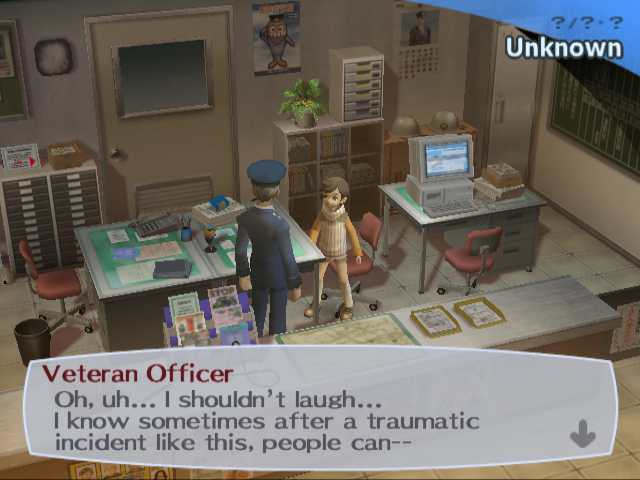 ?/?・?
Unknown
Veteran Officer
Oh, uh... I shouldn't laugh...
I know sometimes after a traumatic
incident like this, people can--